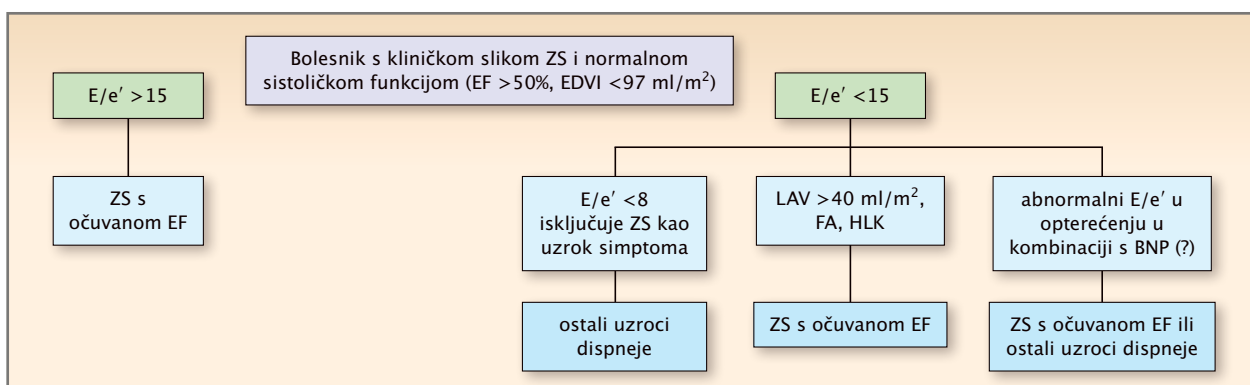 Bolesnik s kliničkom slikom ZS i normalnom
sistoličkom funkcijom (EF >50%, EDVI <97 ml/m²)
E/e′ >15
E/e′ <15
ZS s
očuvanom EF
E/e′ <8
isključuje ZS kao
uzrok simptoma
LAV >40 ml/m²,
FA, HLK
abnormalni E/e′ u
opterećenju u
kombinaciji s BNP (?)
ostali uzroci
dispneje
ZS s očuvanom EF
ZS s očuvanom EF ili
ostali uzroci dispneje